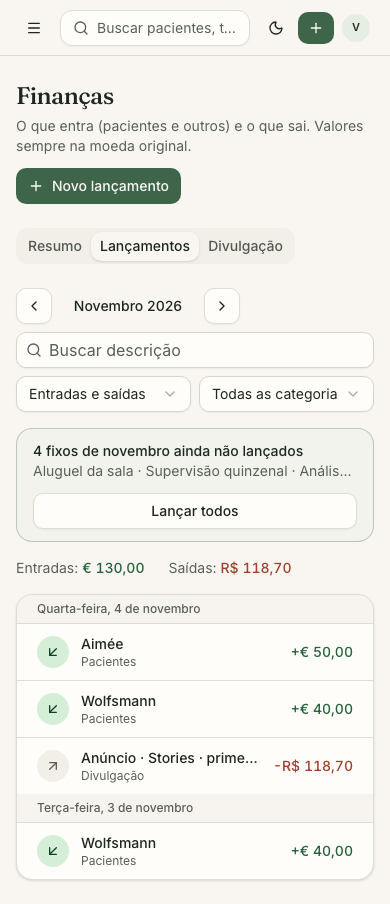 Buscar pacientes, t...
V
Finanças
O que entra (pacientes e outros) e o que sai. Valores
sempre na moeda original.
Novo lançamento
Resumo Lançamentos Divulgação
Novembro 2026
Buscar descrição
Entradas e saídas
Todas as categoria
4 fixos de novembro ainda não lançados
Aluguel da sala · Supervisão quinzenal · Anális...
Lançar todos
Entradas: € 130,00 Saídas: R$ 118,70
Quarta-feira, 4 de novembro
Aimée +€ 50,00
Pacientes
Wolfsmann +€ 40,00
Pacientes
Anúncio · Stories · prime... -R$ 118,70
Divulgação
Terça-feira, 3 de novembro
Wolfsmann +€ 40,00
Pacientes